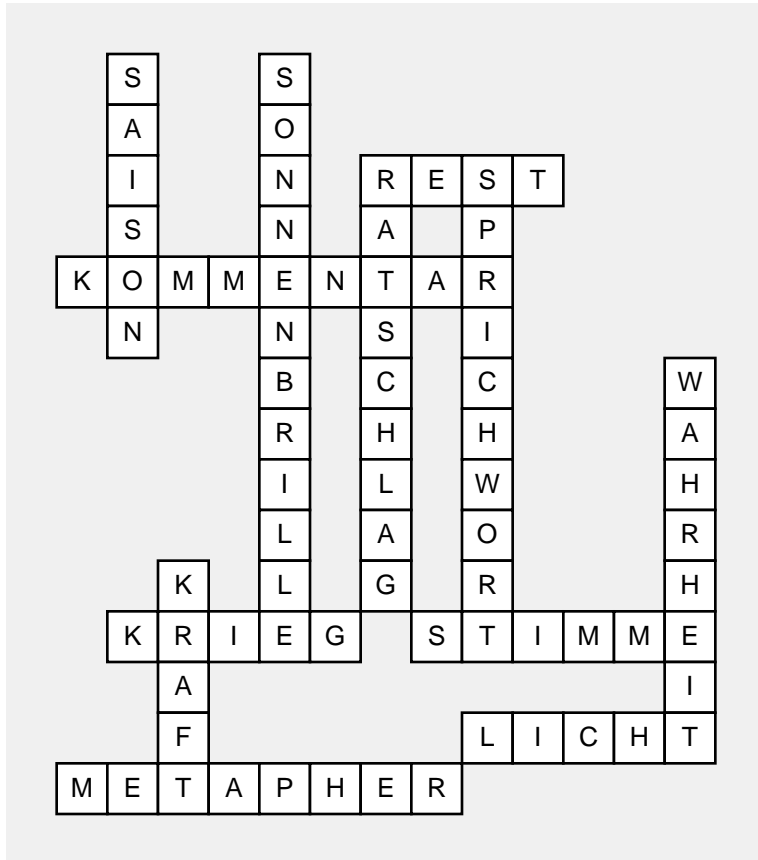 SAISON
SONNENBRILLE
REST
RATSCHLAG
SPRICHWORT
KOMMENTAR
WAHRHEIT
KRAFT
KRIEG
STIMME
LICHT
METAPHER